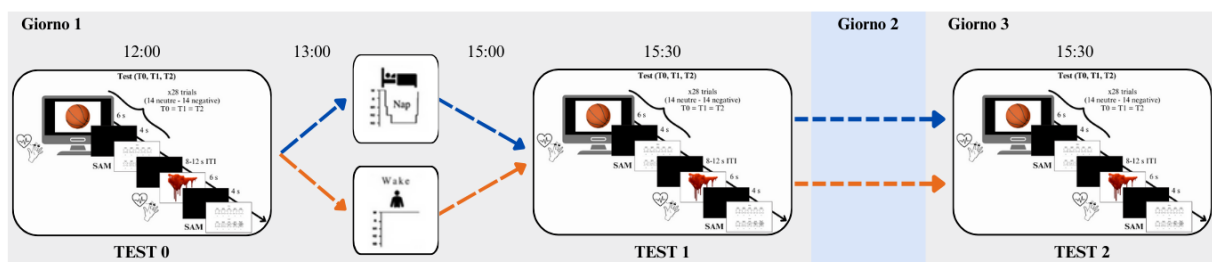 Giorno 1
Giorno 2
Giorno 3
12:00
13:00
15:00
15:30
15:30
Test (T0, T1, T2)
x28 trials
(14 neutre - 14 negative)
T0 = T1 = T2
6 s
4 s
SAM
8-12 s ITI
6 s
4 s
SAM
TEST 0
Nap
Wake
Test (T0, T1, T2)
x28 trials
(14 neutre - 14 negative)
T0 = T1 = T2
6 s
4 s
SAM
8-12 s ITI
6 s
4 s
SAM
TEST 1
Test (T0, T1, T2)
x28 trials
(14 neutre - 14 negative)
T0 = T1 = T2
6 s
4 s
SAM
8-12 s ITI
6 s
4 s
SAM
TEST 2